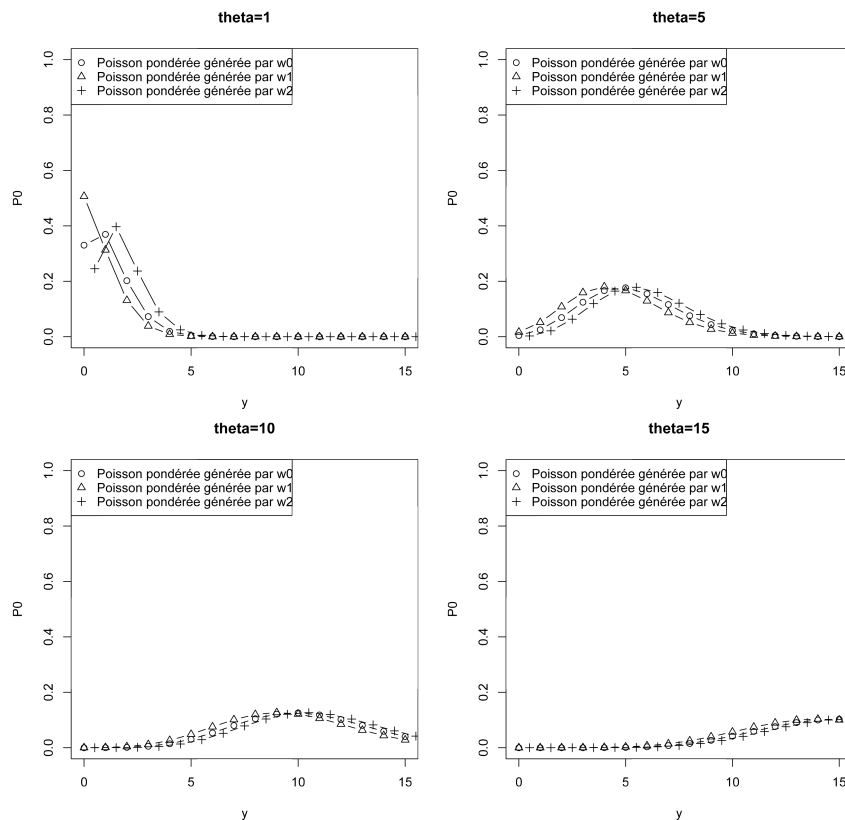 theta=1
1.0
0.8
0.6
0.4
0.2
0.0
P0
Poisson pondérée générée par w0
Poisson pondérée générée par w1
Poisson pondérée générée par w2
0 5 10 15
y
theta=5
1.0
0.8
0.6
0.4
0.2
0.0
P0
Poisson pondérée générée par w0
Poisson pondérée générée par w1
Poisson pondérée générée par w2
0 5 10 15
y
theta=10
1.0
0.8
0.6
0.4
0.2
0.0
P0
Poisson pondérée générée par w0
Poisson pondérée générée par w1
Poisson pondérée générée par w2
0 5 10 15
y
theta=15
1.0
0.8
0.6
0.4
0.2
0.0
P0
Poisson pondérée générée par w0
Poisson pondérée générée par w1
Poisson pondérée générée par w2
0 5 10 15
y